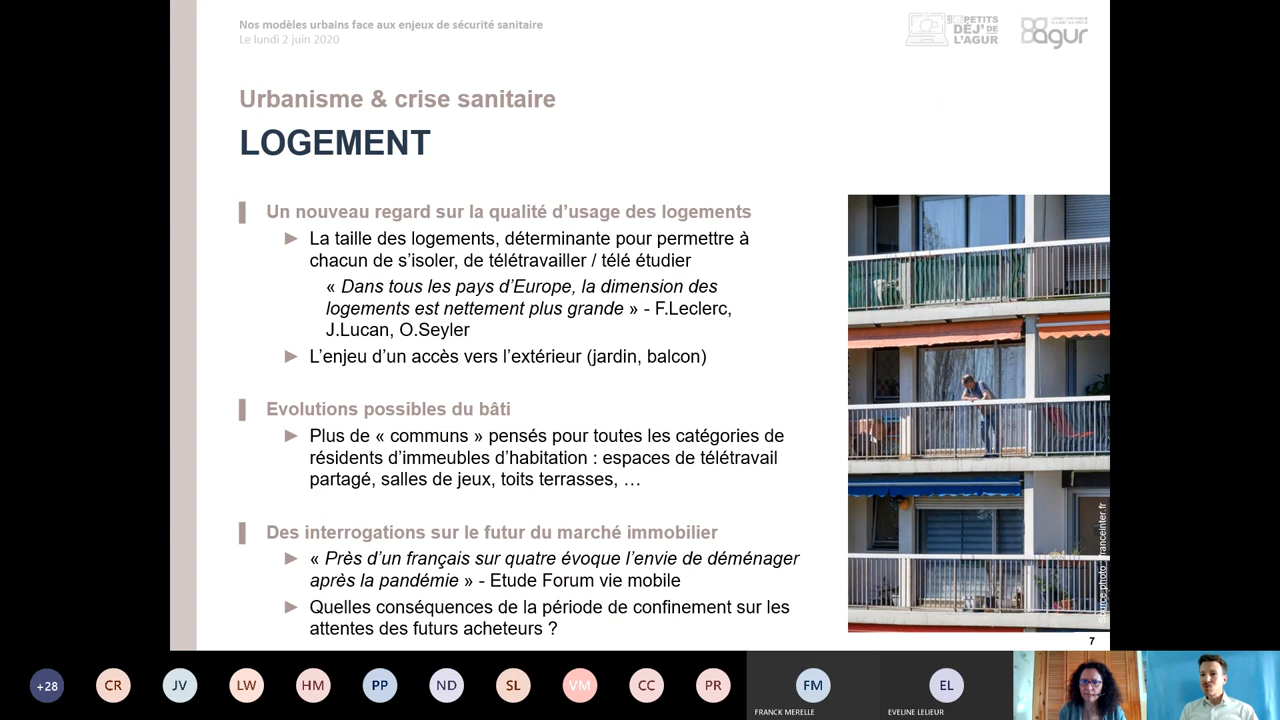 Nos modèles urbains face aux enjeux de sécurité sanitaire
Le lundi 2 juin 2020
PETITS
DÉJ' DE
L'AGUR
agur
Urbanisme & crise sanitaire
LOGEMENT
Un nouveau regard sur la qualité d’usage des logements
La taille des logements, déterminante pour permettre à
chacun de s’isoler, de télétravailler / télé étudier
« Dans tous les pays d’Europe, la dimension des
logements est nettement plus grande » - F.Leclerc,
J.Lucan, O.Seyler
L’enjeu d’un accès vers l’extérieur (jardin, balcon)
Evolutions possibles du bâti
Plus de « communs » pensés pour toutes les catégories de
résidents d’immeubles d’habitation : espaces de télétravail
partagé, salles de jeux, toits terrasses, …
Des interrogations sur le futur du marché immobilier
« Près d’un français sur quatre évoque l’envie de déménager
après la pandémie » - Etude Forum vie mobile
Quelles conséquences de la période de confinement sur les
attentes des futurs acheteurs ?
Source photo : franceinter.fr
7
+28
CR
JV
LW
HM
PP
ND
SL
VM
CC
PR
FM
FRANCK MERELLE
EL
EVELINE LELIEUR